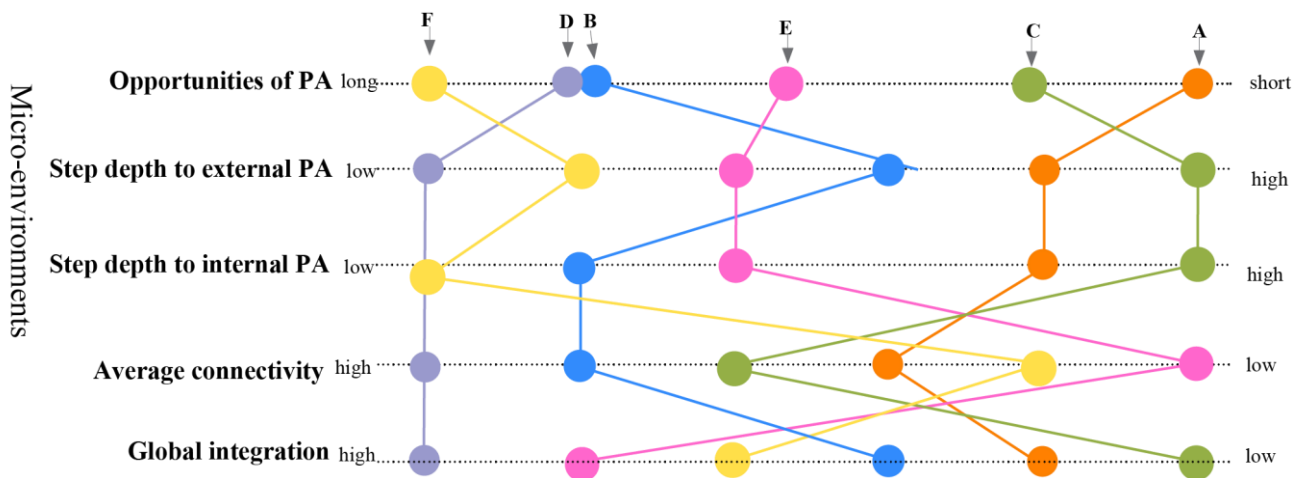 F D B E C A
Opportunities of PA long short
Step depth to external PA low high
Step depth to internal PA low high
Average connectivity high low
Global integration high low
Micro-environments